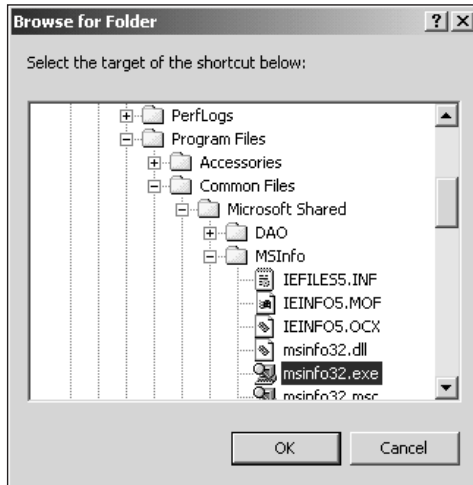 Browse for Folder
Select the target of the shortcut below:
PerfLogs
Program Files
Accessories
Common Files
Microsoft Shared
DAO
MSInfo
IEFILES5.INF
IEINFO5.MOF
IEINFO5.OCX
msinfo32.dll
msinfo32.exe
msinfo32.msc
OK Cancel